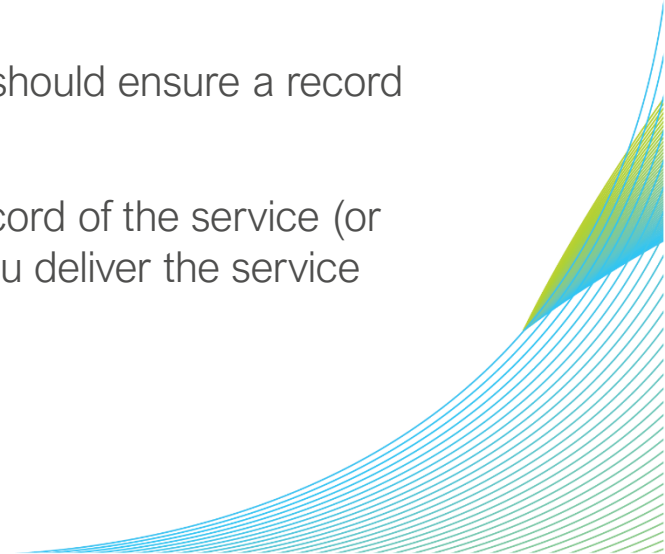 should ensure a record
cord of the service (or
u deliver the service